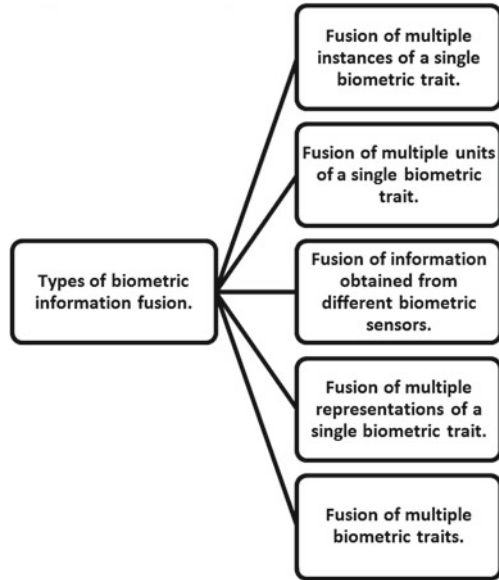 Fusion of multiple
instances of a single
biometric trait.
Fusion of multiple units
of a single biometric
trait.
Types of biometric
information fusion.
Fusion of information
obtained from
different biometric
sensors.
Fusion of multiple
representations of a
single biometric trait.
Fusion of multiple
biometric traits.